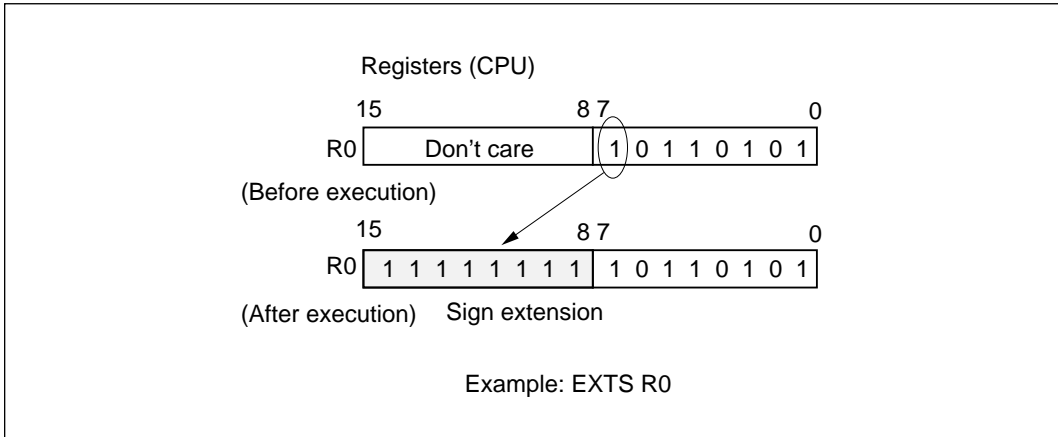 Registers (CPU)
15 8 7 0
R0 Don't care 1 0 1 1 0 1 0 1
(Before execution)
15 8 7 0
R0 1 1 1 1 1 1 1 1 1 0 1 1 0 1 0 1
(After execution) Sign extension
Example: EXTS R0